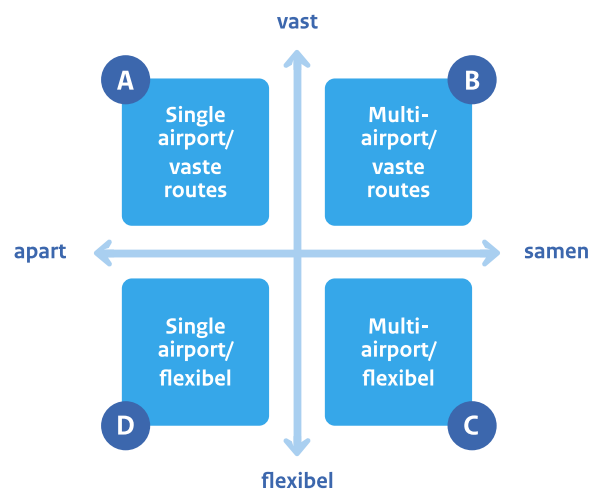 vast
A
Single
airport/
vaste
routes
B
Multi-
airport/
vaste
routes
apart
samen
Single
airport/
flexibel
D
Multi-
airport/
flexibel
C
flexibel